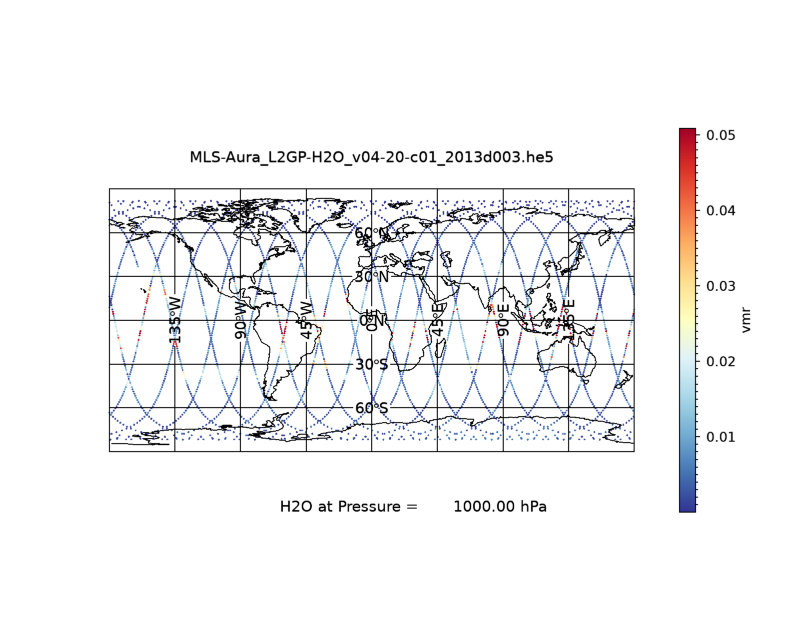 MLS-Aura_L2GP-H2O_v04-20-c01_2013d003.he5
0.05
0.04
0.03
0.02
0.01
vmr
60°N
30°N
0°N
30°S
60°S
135°W
90°W
45°W
0°E
45°E
90°E
135°E
H2O at Pressure = 1000.00 hPa